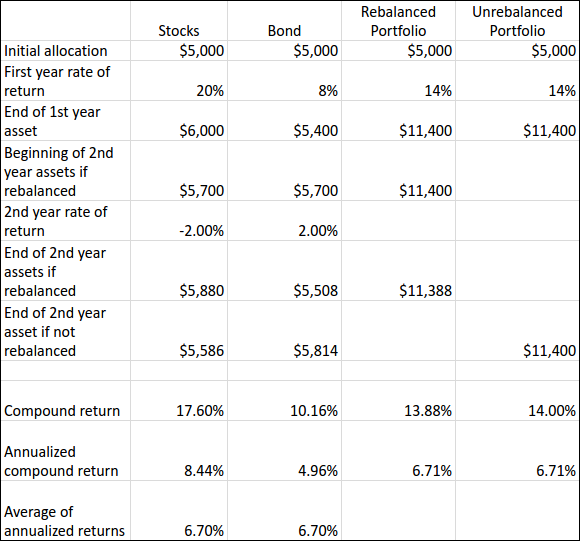 Stocks Bond Rebalanced Portfolio Unrebalanced Portfolio
Initial allocation $5,000 $5,000 $5,000 $5,000
First year rate of
return 20% 8% 14% 14%
End of 1st year
asset $6,000 $5,400 $11,400 $11,400
Beginning of 2nd
year assets if
rebalanced $5,700 $5,700 $11,400
2nd year rate of
return -2.00% 2.00%
End of 2nd year
assets if
rebalanced $5,880 $5,508 $11,388
End of 2nd year
asset if not
rebalanced $5,586 $5,814 $11,400
Compound return 17.60% 10.16% 13.88% 14.00%
Annualized
compound return 8.44% 4.96% 6.71% 6.71%
Average of
annualized returns 6.70% 6.70%